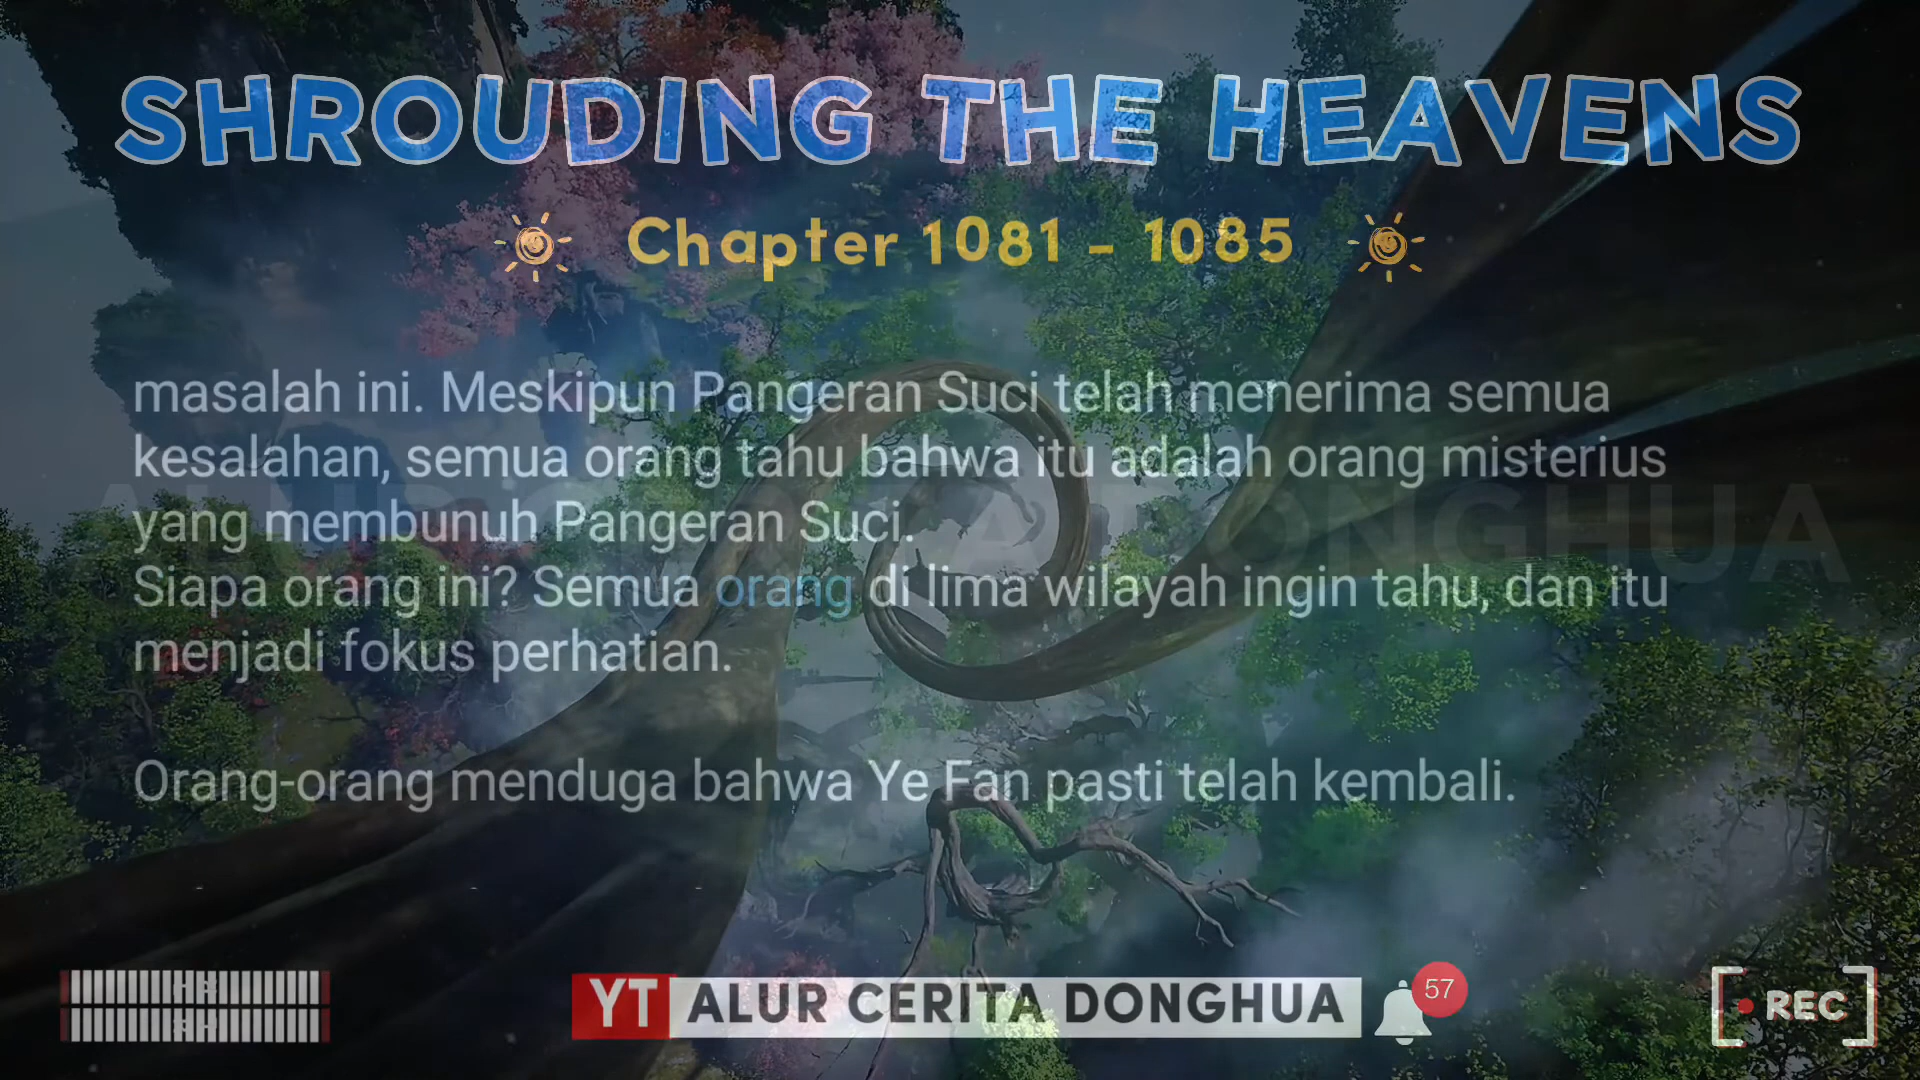 SHROUDING THE HEAVENS
Chapter 1081 - 1085
masalah ini. Meskipun Pangeran Suci telah menerima semua
kesalahan, semua orang tahu bahwa itu adalah orang misterius
yang membunuh Pangeran Suci.
ALUR CERITA DONGHUA
Siapa orang ini? Semua orang di lima wilayah ingin tahu, dan itu
menjadi fokus perhatian.
Orang-orang menduga bahwa Ye Fan pasti telah kembali.
YT ALUR CERITA DONGHUA 57
REC